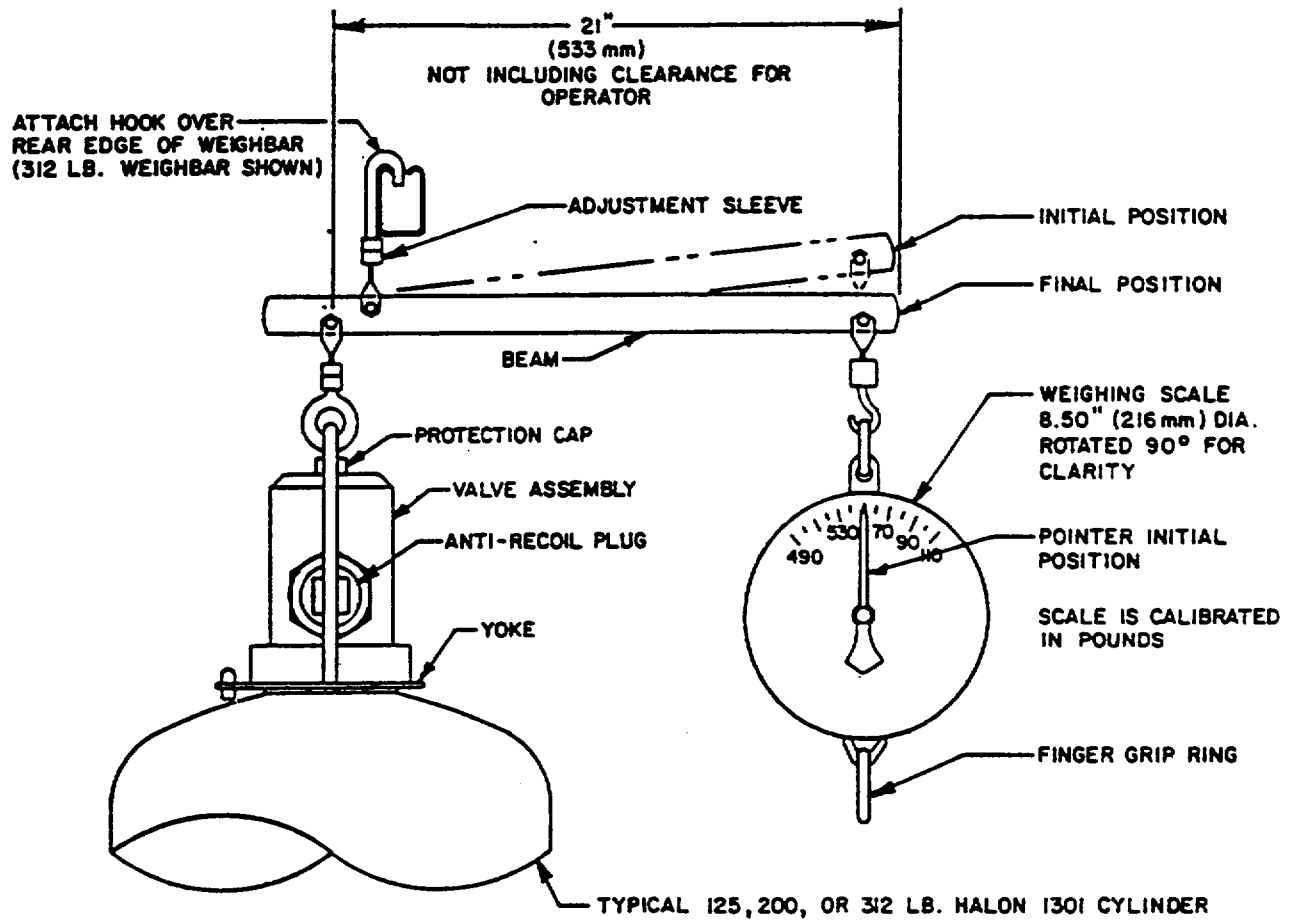 21"
(533 mm)
NOT INCLUDING CLEARANCE FOR
OPERATOR
ATTACH HOOK OVER
REAR EDGE OF WEIGHBAR
(312 LB. WEIGHBAR SHOWN)
ADJUSTMENT SLEEVE
INITIAL POSITION
FINAL POSITION
BEAM
WEIGHING SCALE
8.50" (216 mm) DIA.
ROTATED 90° FOR
CLARITY
PROTECTION CAP
VALVE ASSEMBLY
ANTI-RECOIL PLUG
490 530 70 90 110
POINTER INITIAL
POSITION
SCALE IS CALIBRATED
IN POUNDS
YOKE
FINGER GRIP RING
TYPICAL 125, 200, OR 312 LB. HALON 1301 CYLINDER